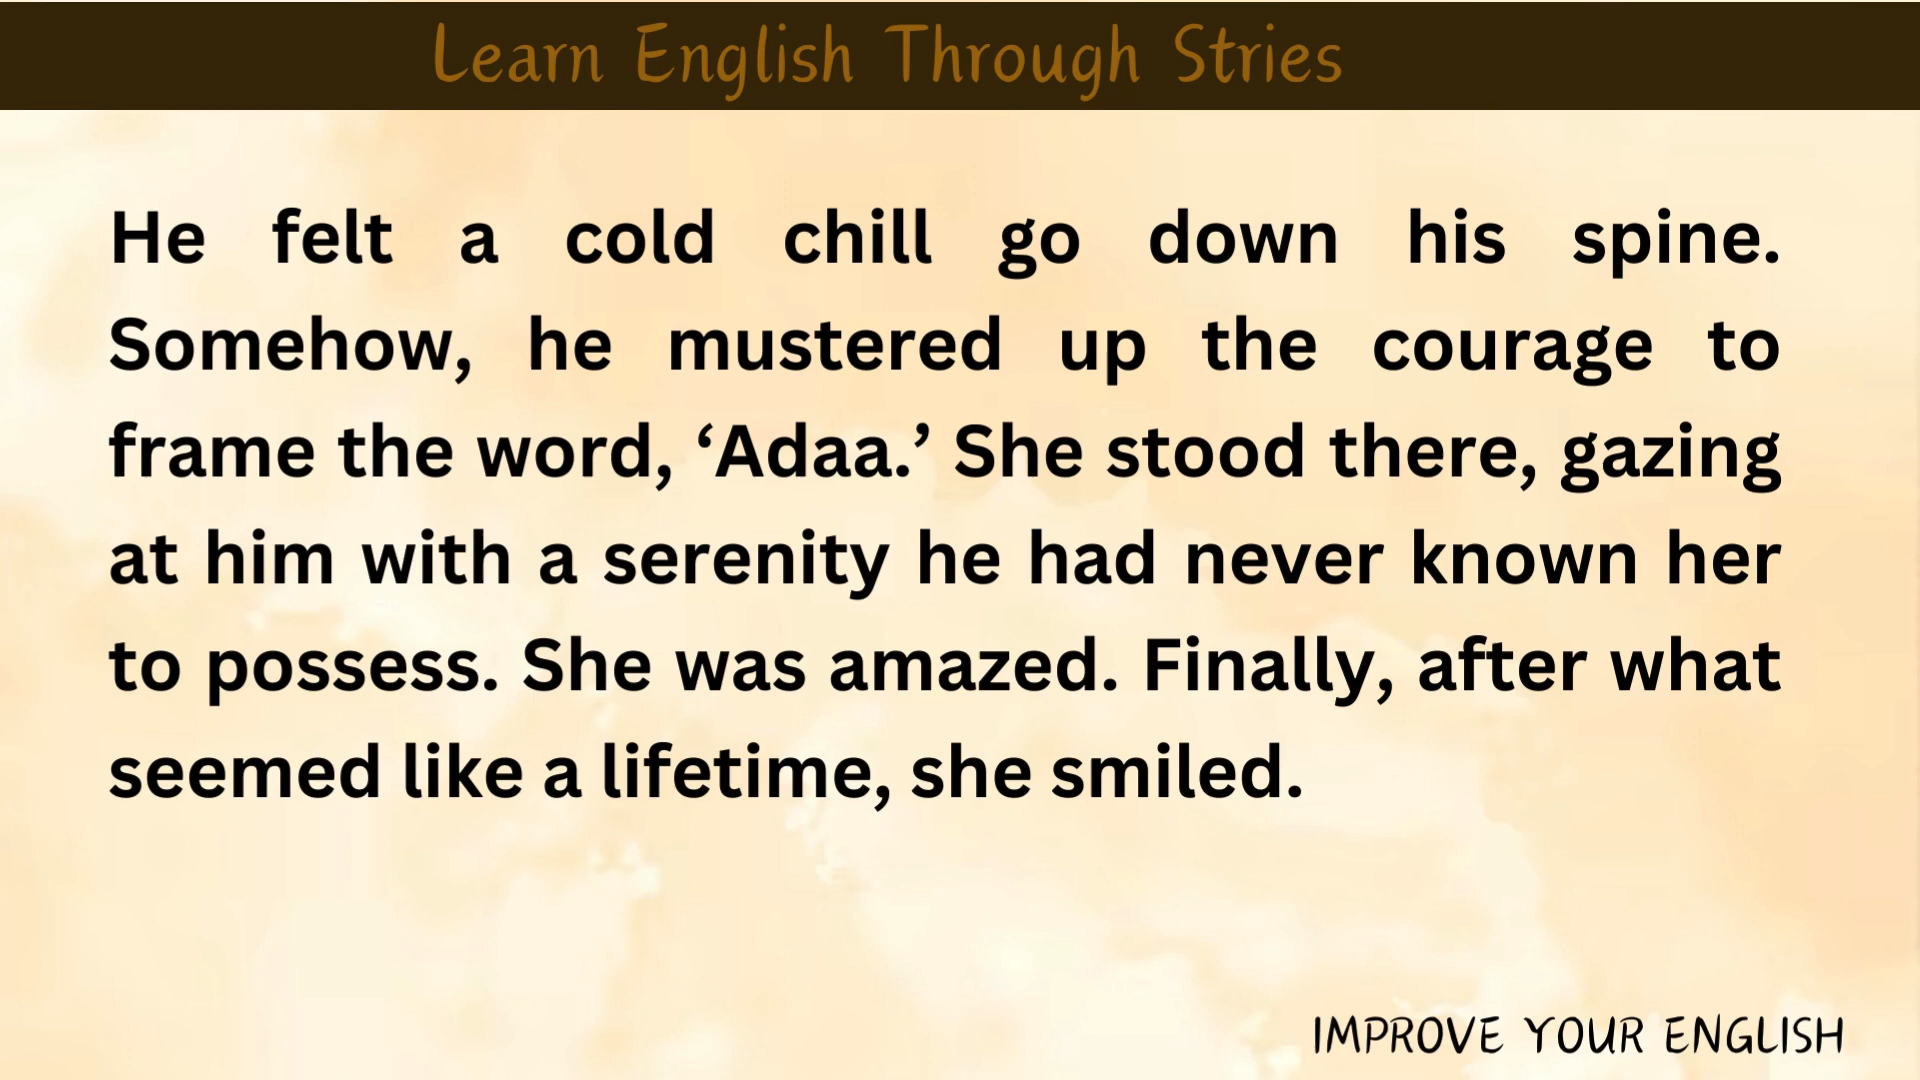 Learn English Through Stries
He felt a cold chill go down his spine.
Somehow, he mustered up the courage to
frame the word, ‘Adaa.’ She stood there, gazing
at him with a serenity he had never known her
to possess. She was amazed. Finally, after what
seemed like a lifetime, she smiled.
IMPROVE YOUR ENGLISH